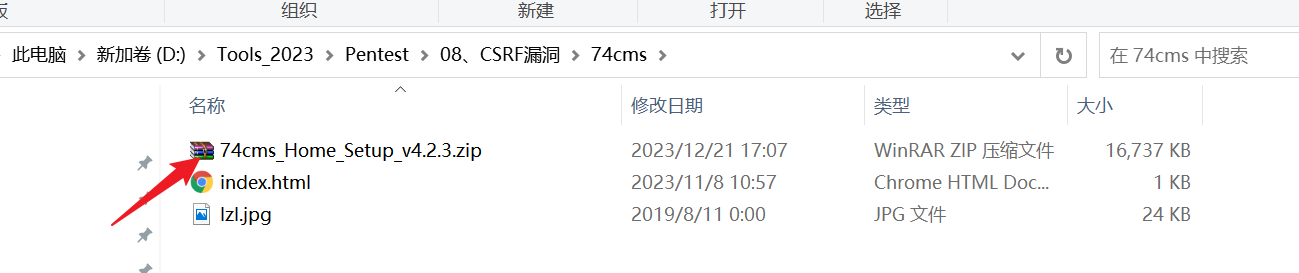 板 组织 新建 打开 选择
此电脑 新加卷 (D:) Tools_2023 Pentest 08、CSRF漏洞 74cms 在 74cms 中搜索
名称 修改日期 类型 大小
74cms_Home_Setup_v4.2.3.zip 2023/12/21 17:07 WinRAR ZIP 压缩文件 16,737 KB
index.html 2023/11/8 10:57 Chrome HTML Doc... 1 KB
lzl.jpg 2019/8/11 0:00 JPG 文件 24 KB